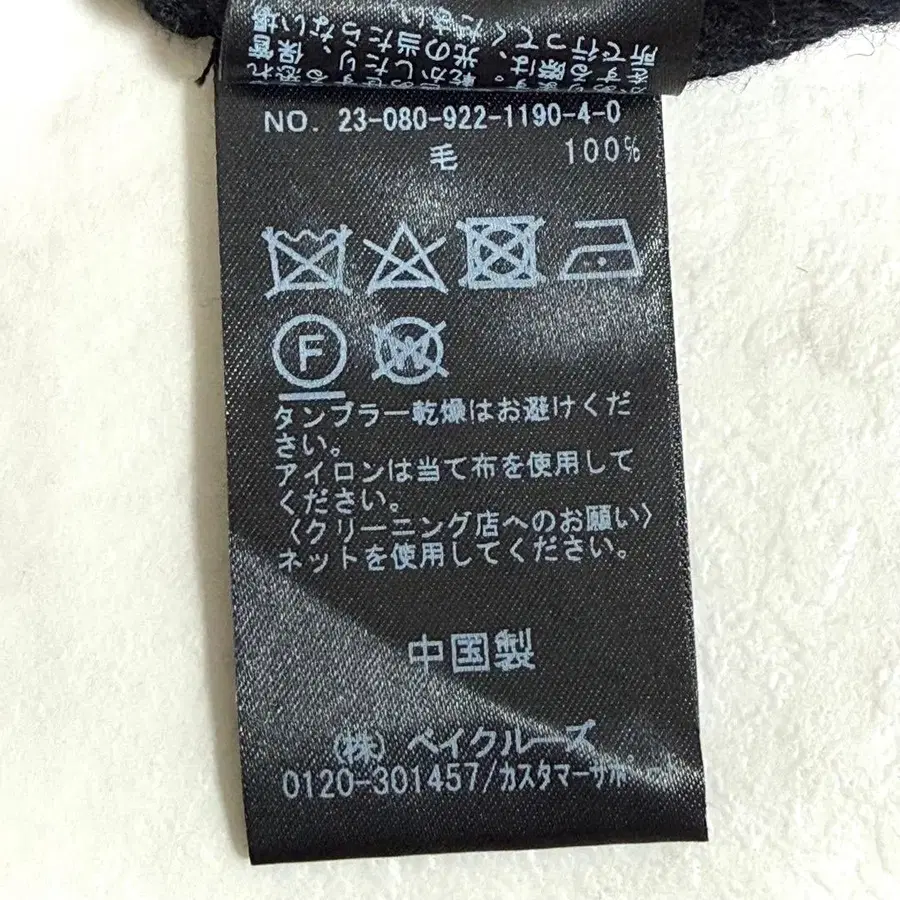 NO. 23-080-922-1190-4-0
毛 100%
F W
タンブラー乾燥はお避けくだ
さい。
アイロンは当て布を使用して
ください。
〈クリーニング店へのお願い〉
ネットを使用してください。
中国製
(株) ベイクルーズ
0120-301457/カスタマーサポート